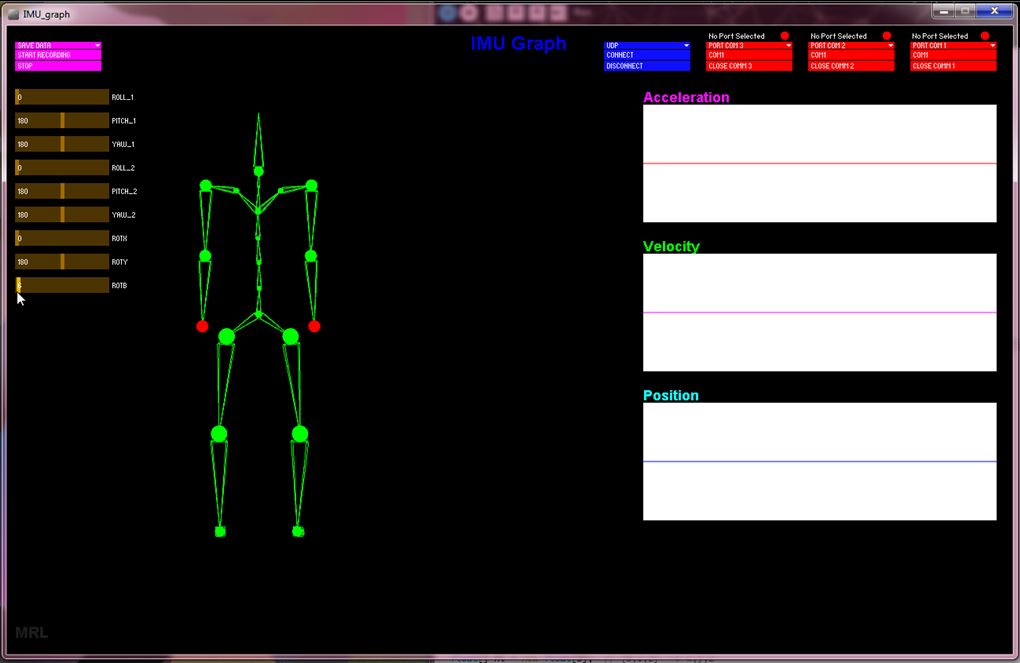 IMU_graph
SAVE DATA
START RECORDING
STOP
IMU Graph
UDP
CONNECT
DISCONNECT
No Port Selected
PORT COM 3
COM1
CLOSE COMM 3
No Port Selected
PORT COM 2
COM1
CLOSE COMM 2
No Port Selected
PORT COM 1
COM1
CLOSE COMM 1
0 ROLL_1
180 PITCH_1
180 YAW_1
0 ROLL_2
180 PITCH_2
180 YAW_2
0 ROTX
180 ROTY
ROTB
Acceleration
Velocity
Position
MRL